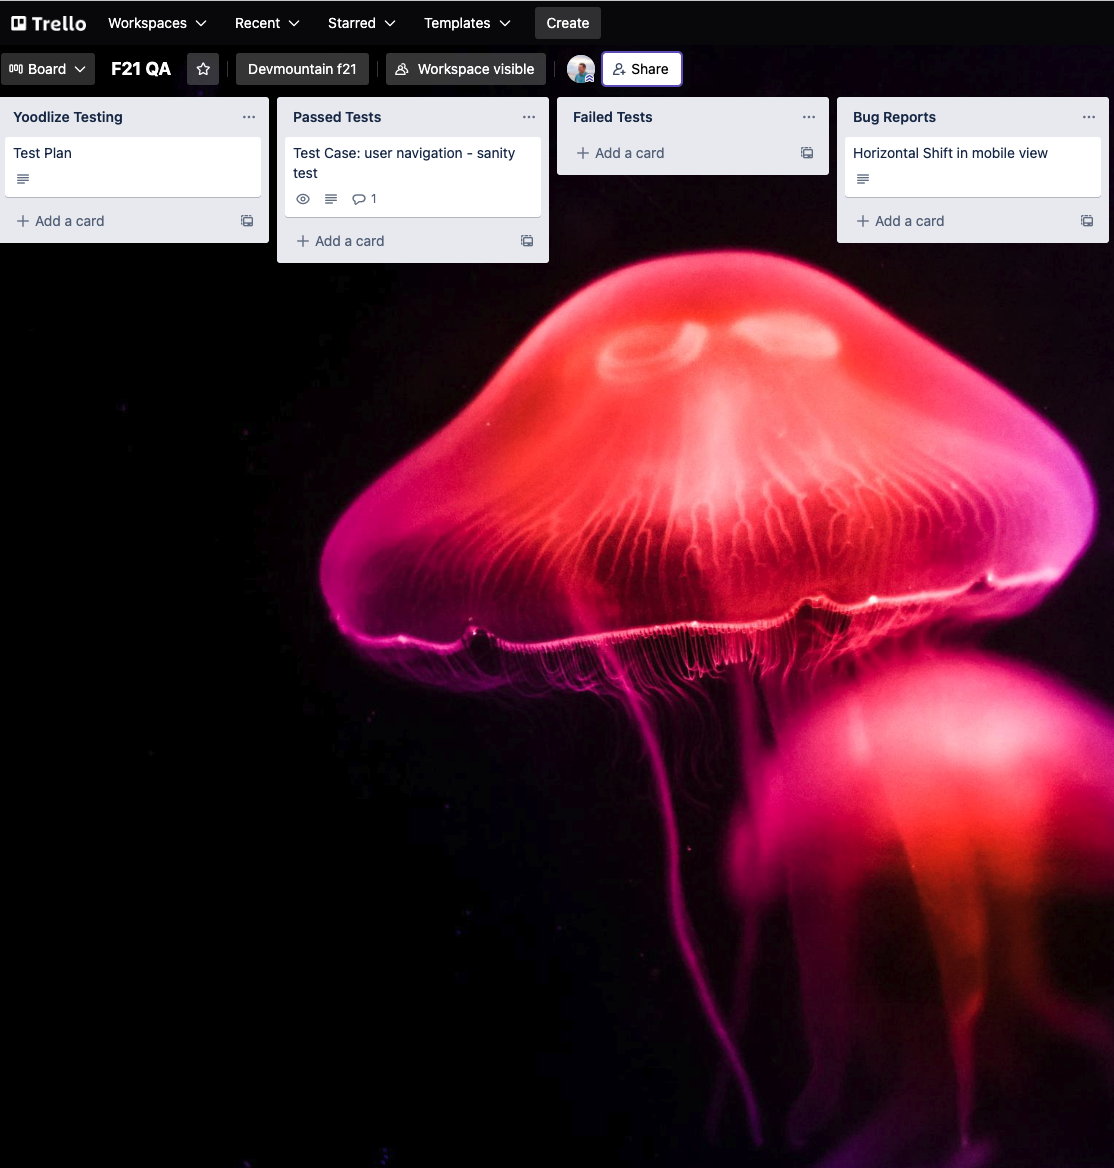 Trello Workspaces Recent Starred Templates Create
Board F21 QA Devmountain f21 Workspace visible Share
Yoodlize Testing
Test Plan
Add a card
Passed Tests
Test Case: user navigation - sanity
test
1
Add a card
Failed Tests
Add a card
Bug Reports
Horizontal Shift in mobile view
Add a card